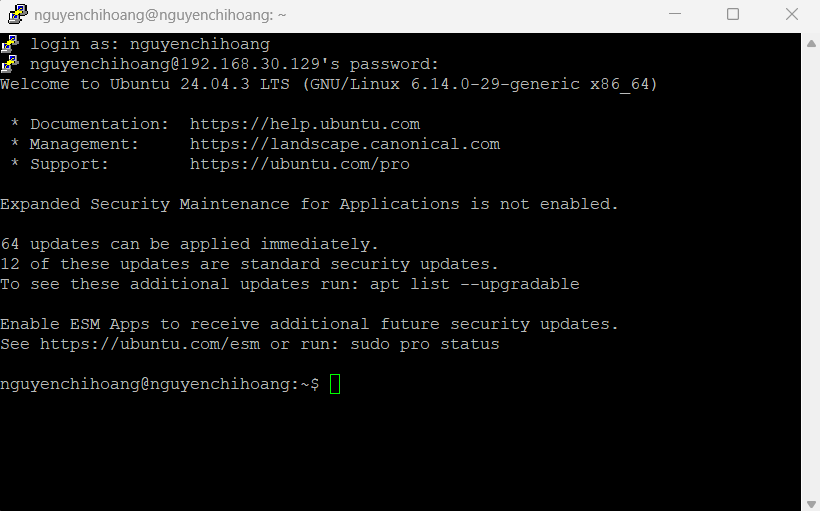 nguyenchihoang@nguyenchihoang: ~
login as: nguyenchihoang
nguyenchihoang@192.168.30.129's password:
Welcome to Ubuntu 24.04.3 LTS (GNU/Linux 6.14.0-29-generic x86_64)
* Documentation:  https://help.ubuntu.com
* Management:     https://landscape.canonical.com
* Support:        https://ubuntu.com/pro
Expanded Security Maintenance for Applications is not enabled.
64 updates can be applied immediately.
12 of these updates are standard security updates.
To see these additional updates run: apt list --upgradable
Enable ESM Apps to receive additional future security updates.
See https://ubuntu.com/esm or run: sudo pro status
nguyenchihoang@nguyenchihoang:~$